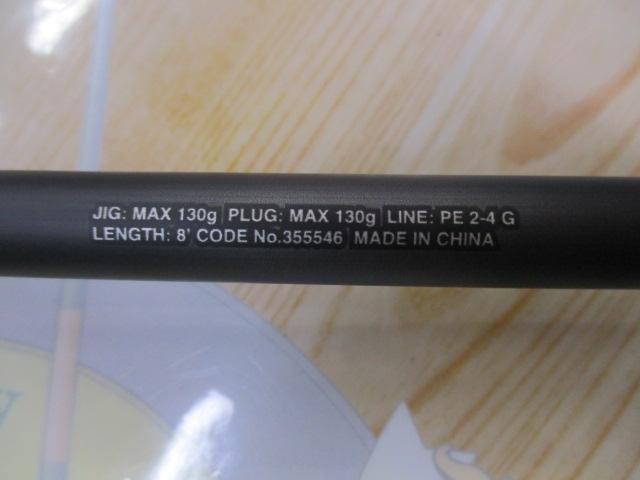 JIG: MAX 130g | PLUG: MAX 130g | LINE: PE 2-4 G
LENGTH: 8' CODE No.355546 | MADE IN CHINA